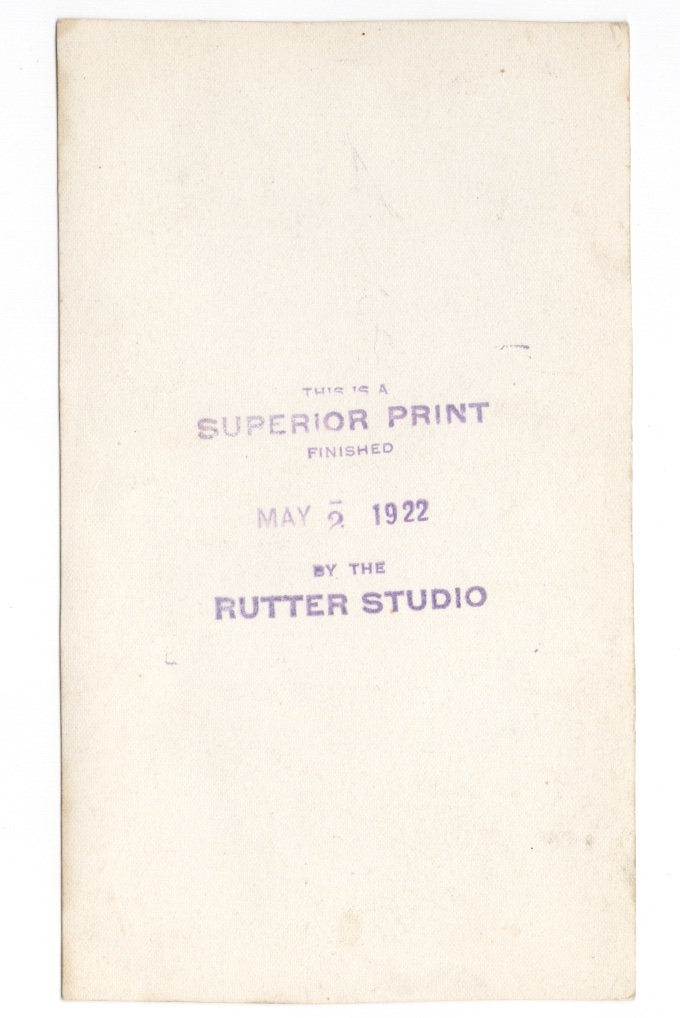 THIS IS A
SUPERIOR PRINT
FINISHED
MAY 2 1922
BY THE
RUTTER STUDIO